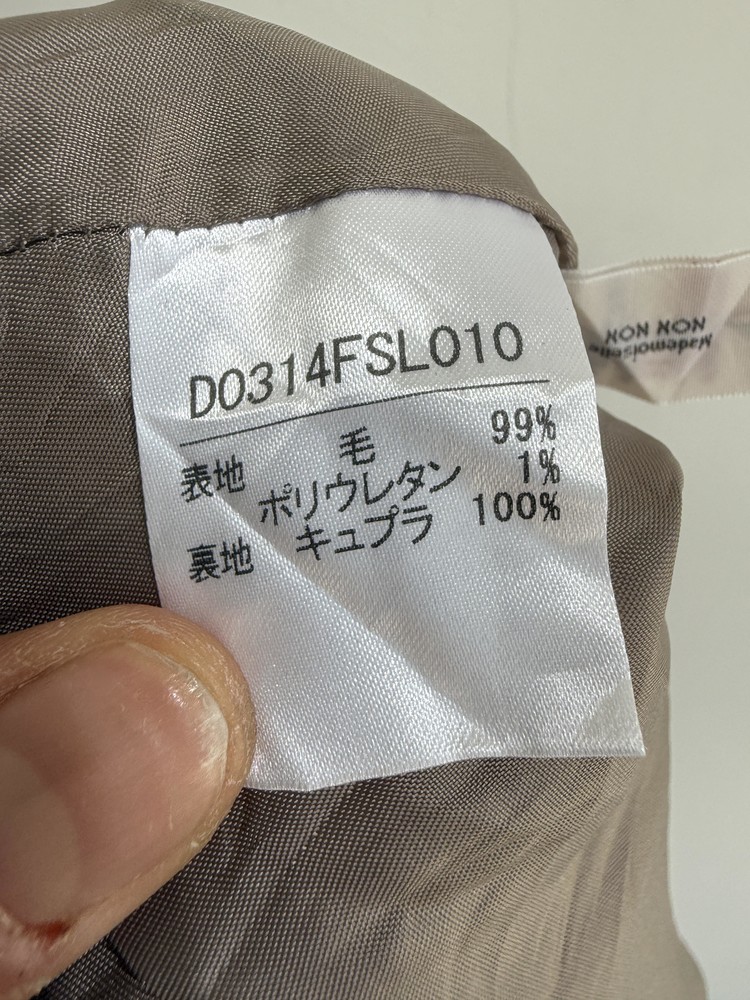 D0314FSL010
表地 毛 99%
ポリウレタン 1%
裏地 キュプラ 100%
Mademoiselle
NON NON